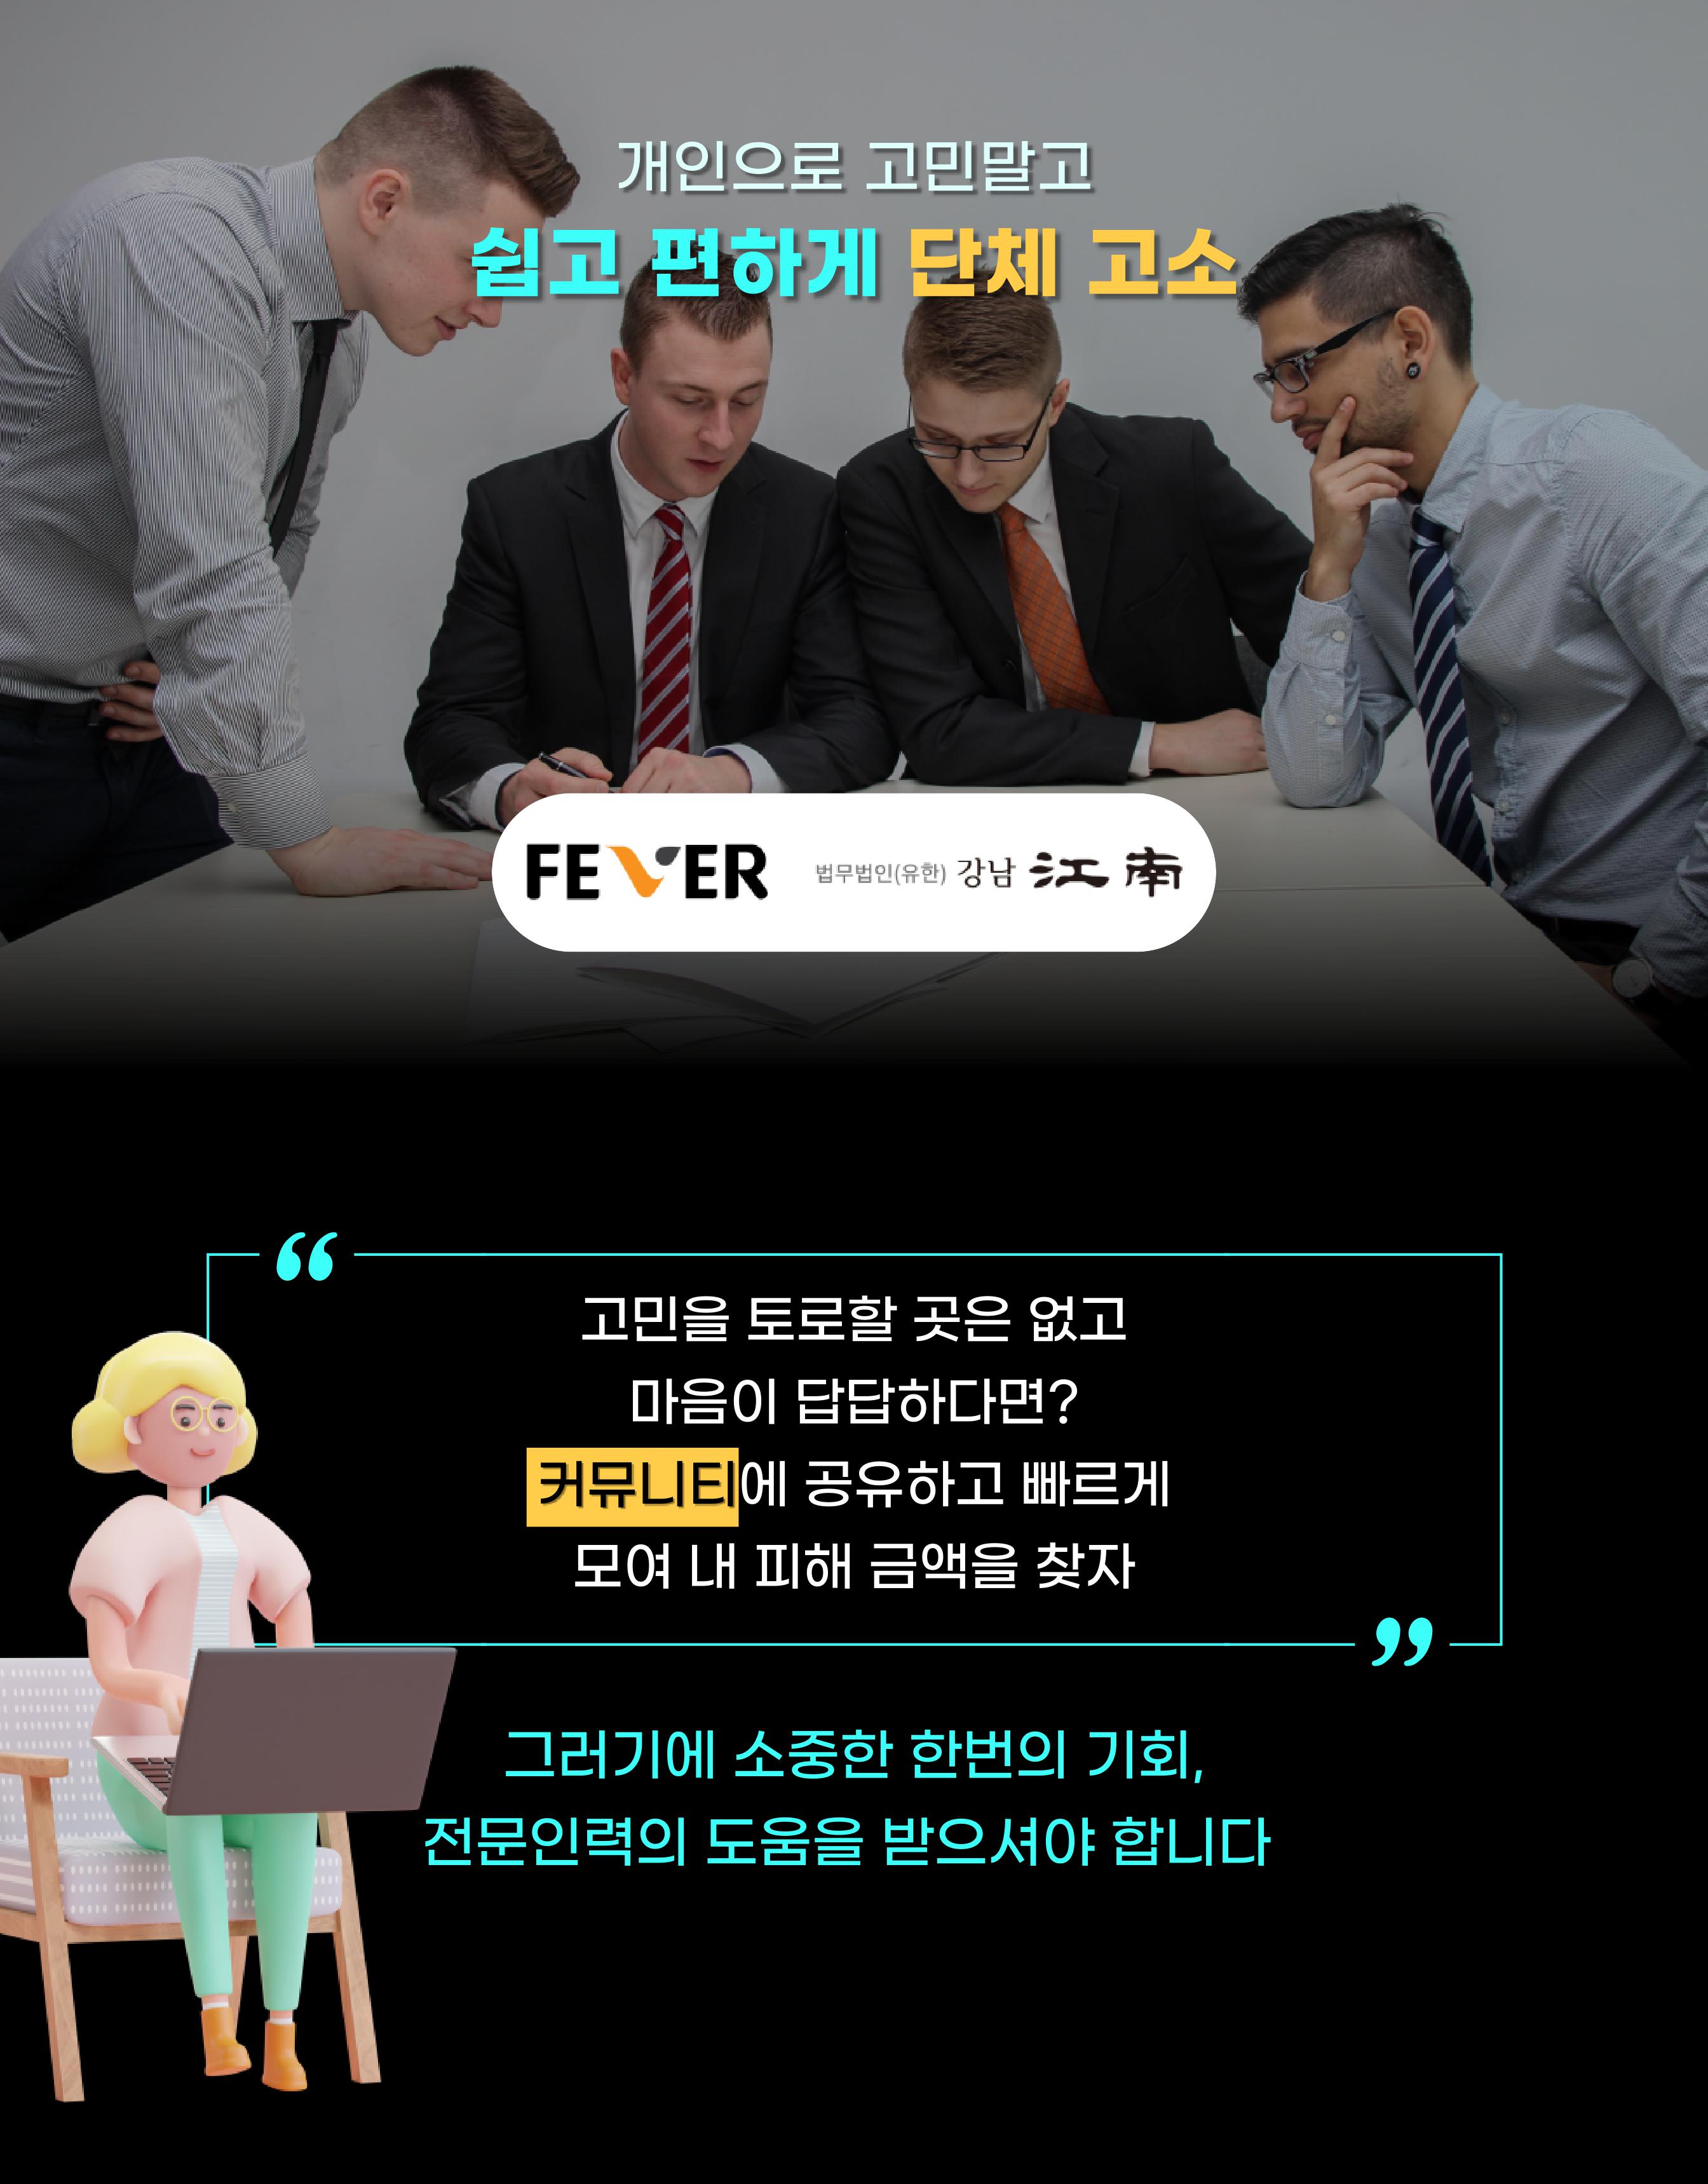 개인으로 고민말고
쉽고 편하게 단체 고소
FEVER 법무법인(유한) 강남 江南
“
고민을 토로할 곳은 없고
마음이 답답하다면?
커뮤니티에 공유하고 빠르게
모여 내 피해 금액을 찾자
”
그러기에 소중한 한번의 기회,
전문인력의 도움을 받으셔야 합니다